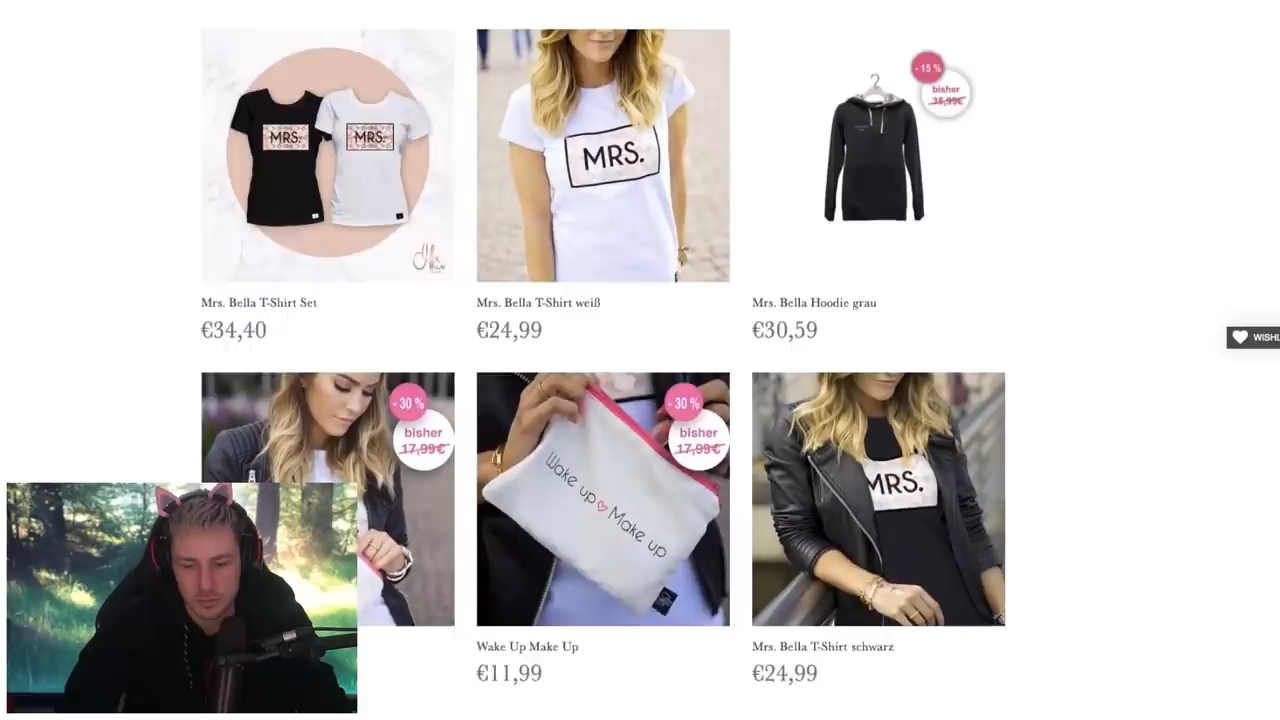 MRS.
MRS.
MRS.
- 15 %
bisher
35,99€
Mrs. Bella T-Shirt Set
Mrs. Bella T-Shirt weiß
Mrs. Bella Hoodie grau
€34,40
€24,99
€30,59
WISHL
- 30 %
bisher
17,99€
- 30 %
bisher
17,99€
Wake up Make up
MRS.
Wake Up Make Up
Mrs. Bella T-Shirt schwarz
€11,99
€24,99